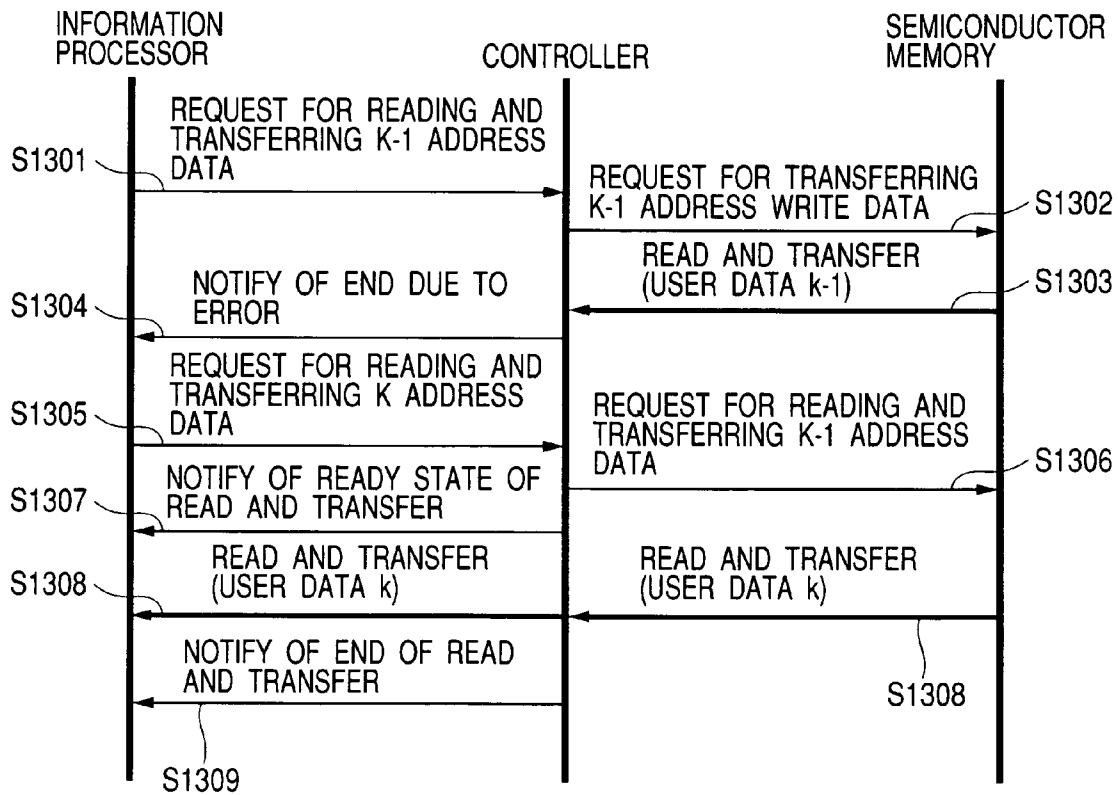 INFORMATION
PROCESSOR
CONTROLLER
SEMICONDUCTOR
MEMORY
REQUEST FOR READING AND
TRANSFERRING K-1 ADDRESS
DATA
S1301
REQUEST FOR TRANSFERRING
K-1 ADDRESS WRITE DATA
S1302
READ AND TRANSFER
(USER DATA k-1)
S1303
NOTIFY OF END DUE TO
ERROR
S1304
REQUEST FOR READING AND
TRANSFERRING K ADDRESS
DATA
S1305
REQUEST FOR READING AND
TRANSFERRING K-1 ADDRESS
DATA
S1306
NOTIFY OF READY STATE OF
READ AND TRANSFER
S1307
READ AND TRANSFER
(USER DATA k)
S1308
READ AND TRANSFER
(USER DATA k)
S1308
NOTIFY OF END OF READ
AND TRANSFER
S1309